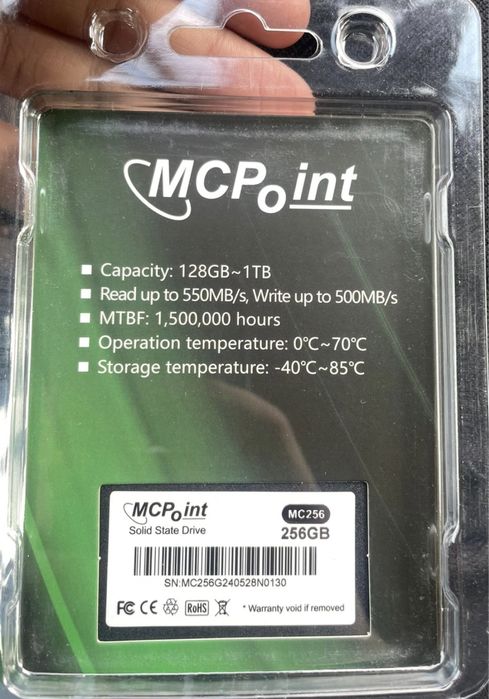 MCPoint
Capacity: 128GB~1TB
Read up to 550MB/s, Write up to 500MB/s
MTBF: 1,500,000 hours
Operation temperature: 0℃~70℃
Storage temperature: -40℃~85℃
MCPoint MC256
Solid State Drive 256GB
SN:MC256G240528N0130
FC CE RoHS * Warranty void if removed